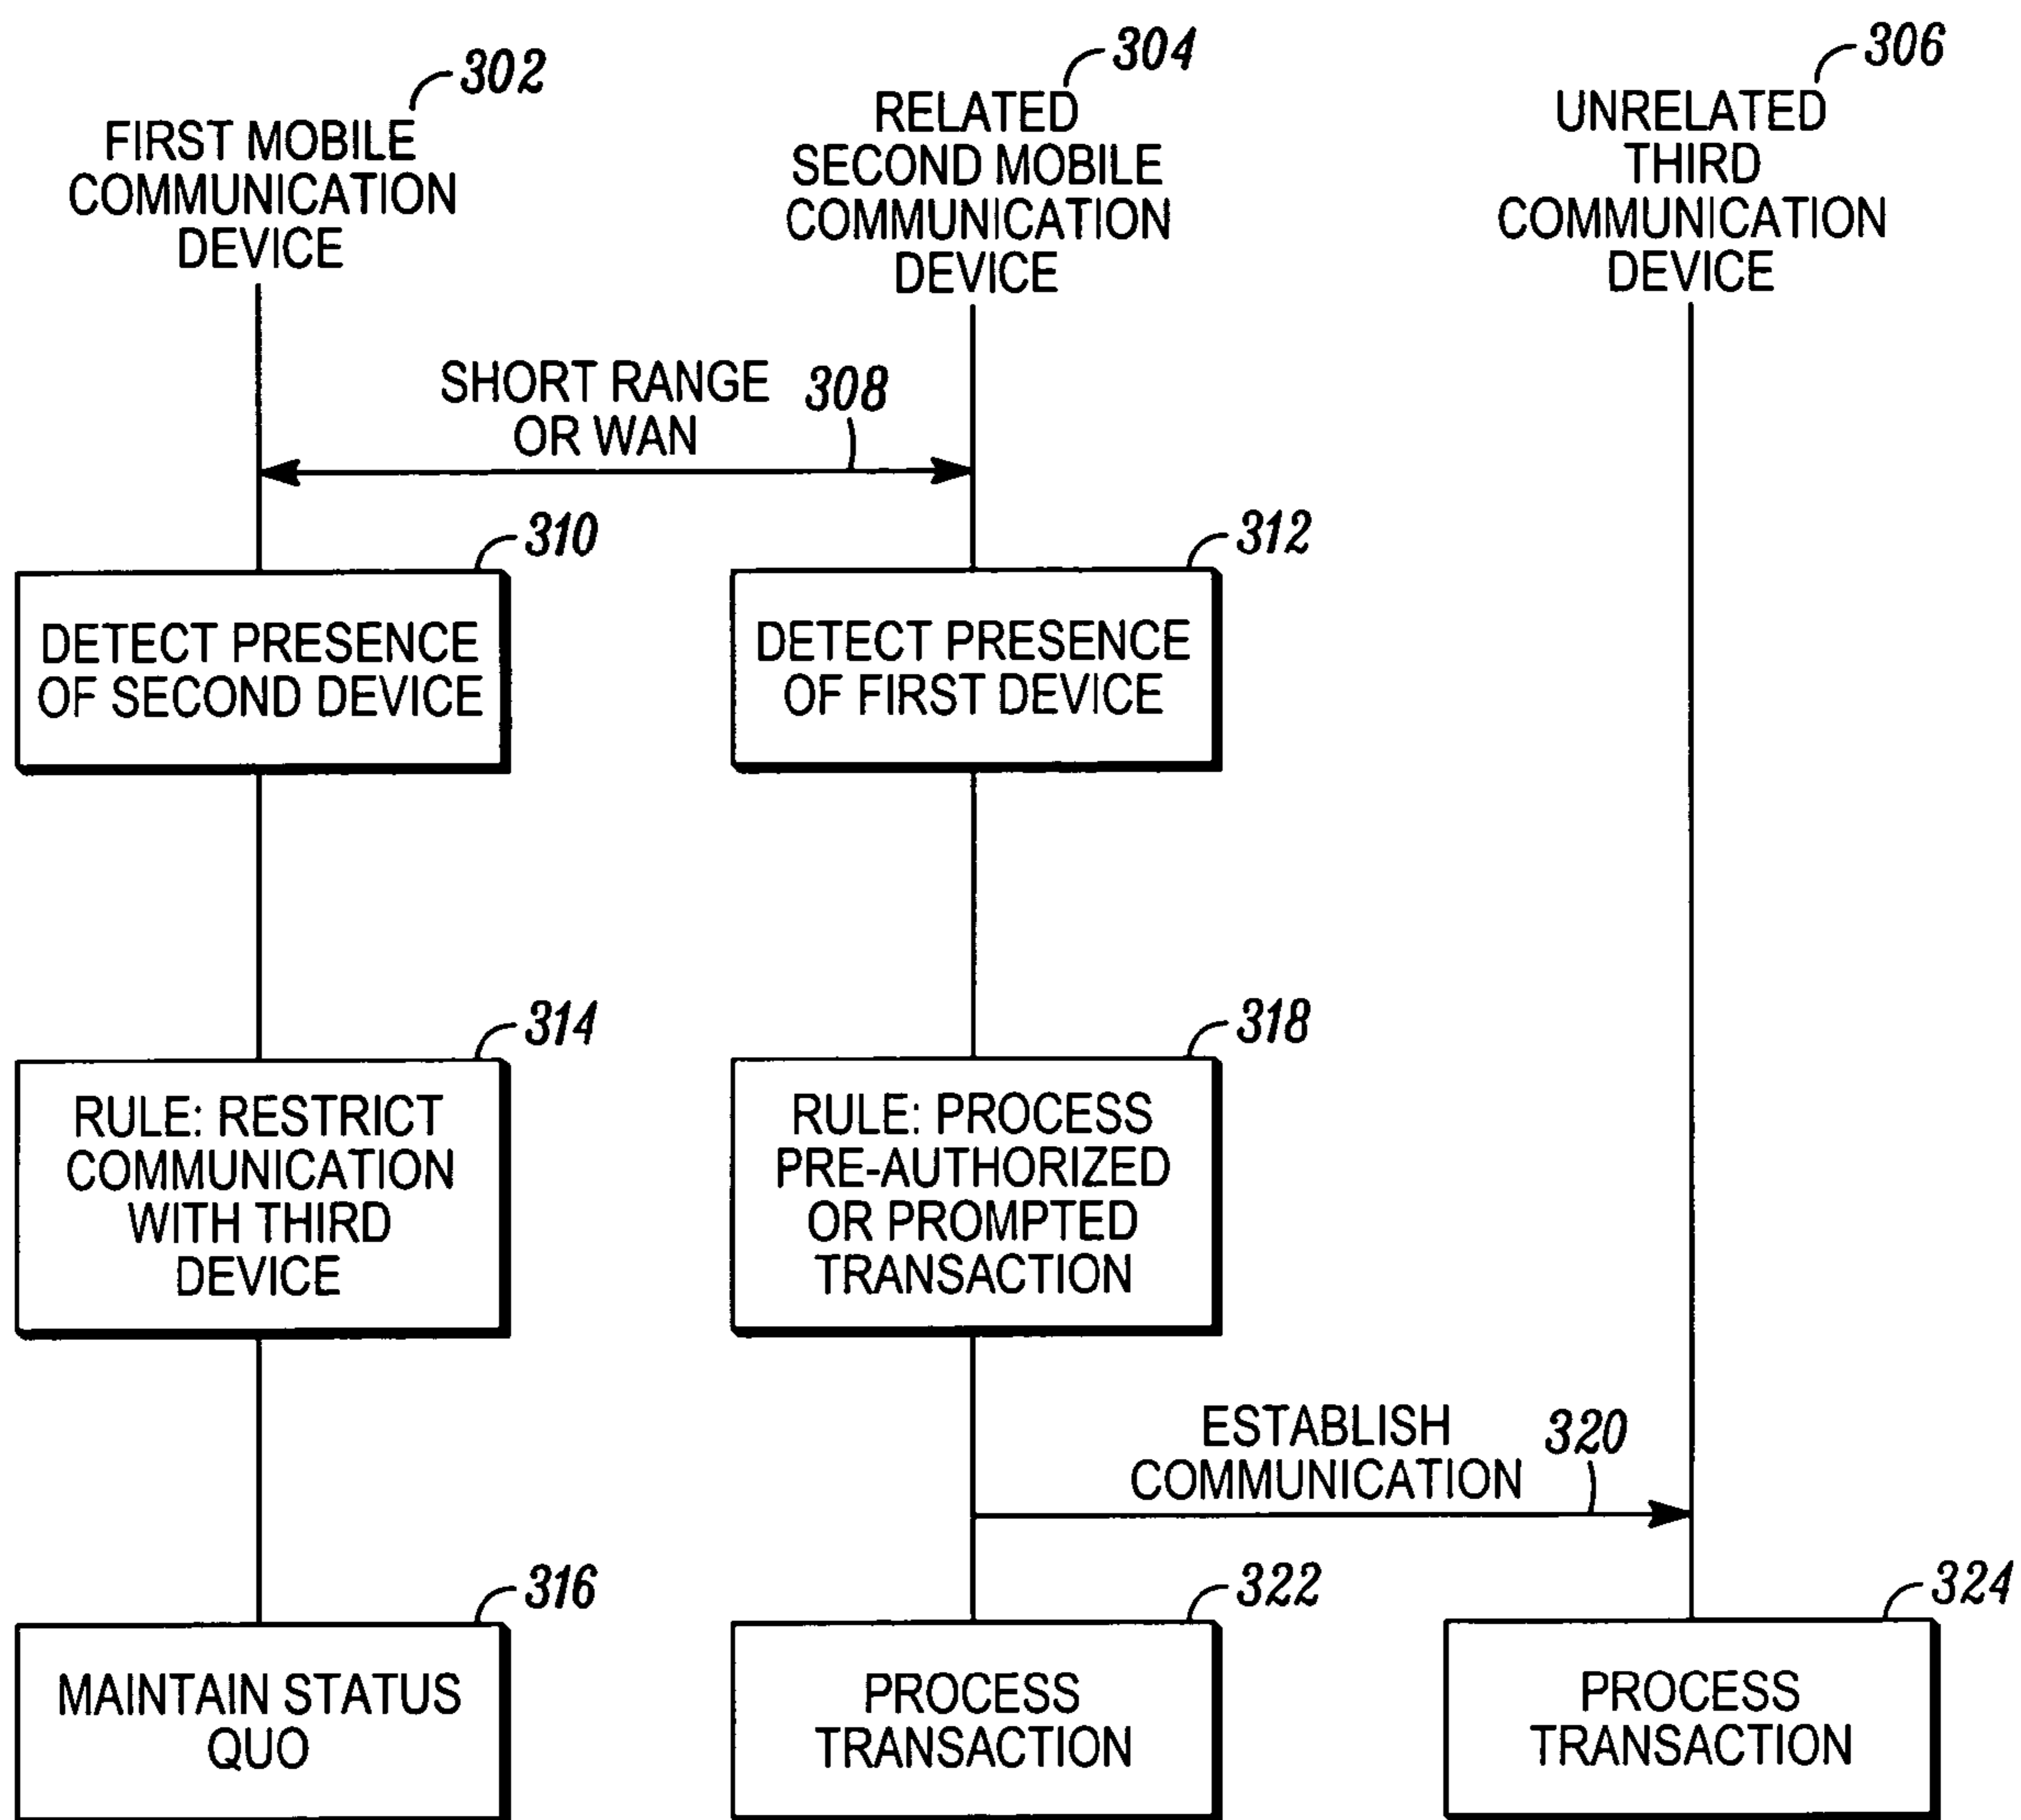 302
FIRST MOBILE
COMMUNICATION
DEVICE
304
RELATED
SECOND MOBILE
COMMUNICATION
DEVICE
306
UNRELATED
THIRD
COMMUNICATION
DEVICE
SHORT RANGE
OR WAN
308
310
DETECT PRESENCE
OF SECOND DEVICE
312
DETECT PRESENCE
OF FIRST DEVICE
314
RULE: RESTRICT
COMMUNICATION
WITH THIRD
DEVICE
318
RULE: PROCESS
PRE-AUTHORIZED
OR PROMPTED
TRANSACTION
ESTABLISH
COMMUNICATION
320
316
MAINTAIN STATUS
QUO
322
PROCESS
TRANSACTION
324
PROCESS
TRANSACTION